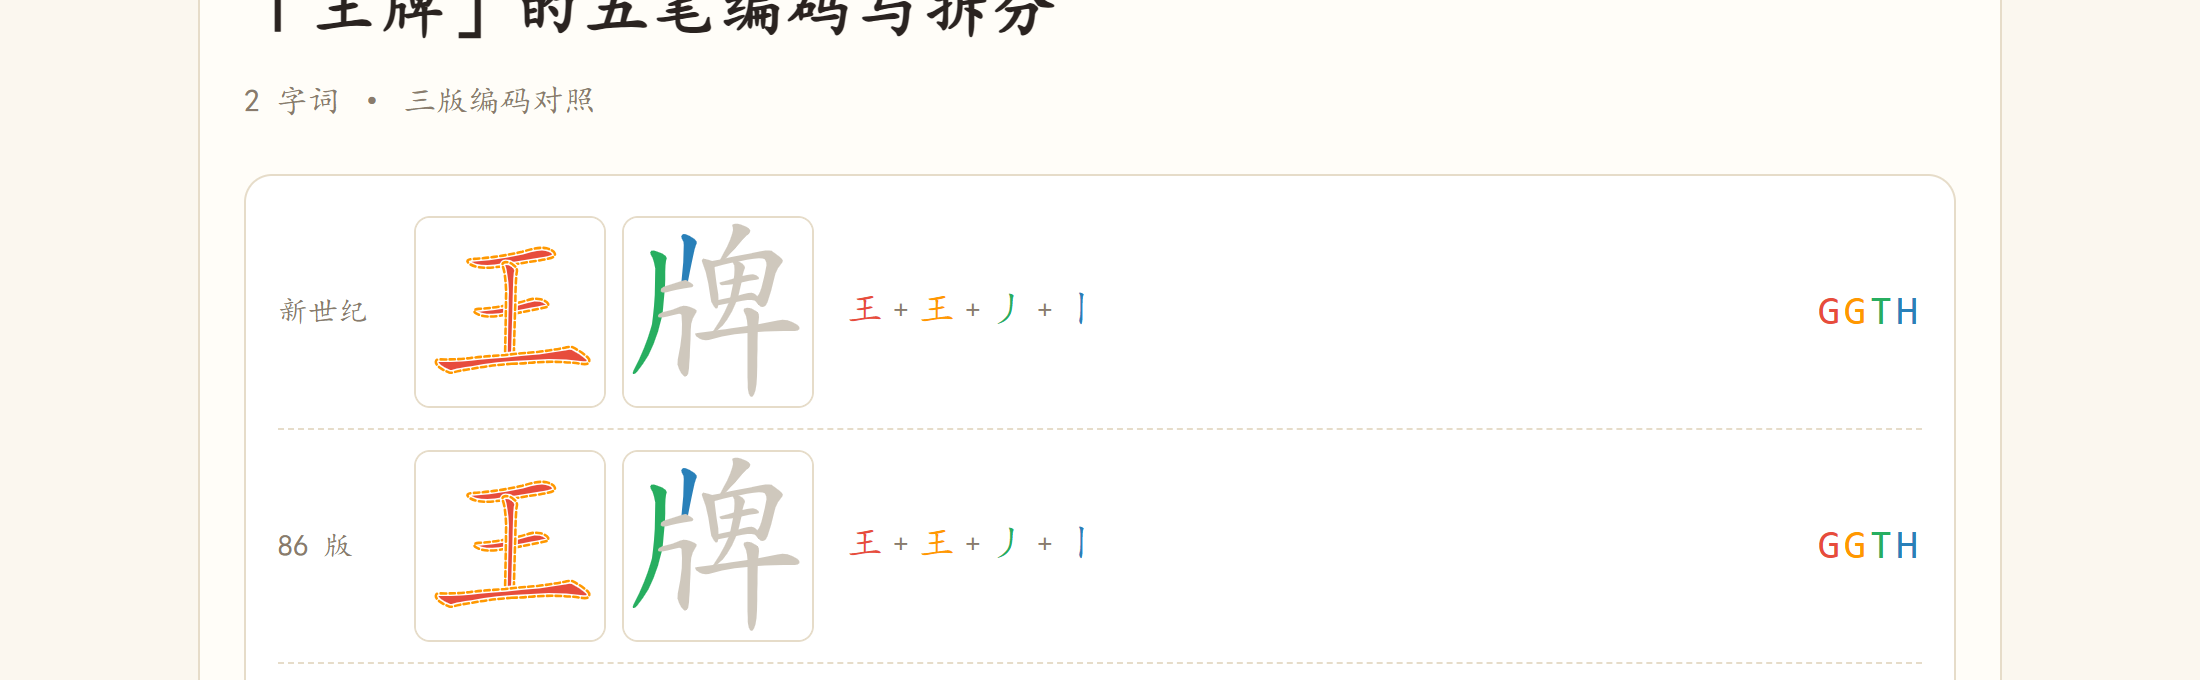 「王牌」的五笔编码与拆分
2 字词 • 三版编码对照
新世纪 王 牌 王 + 王 + 丿 + 丨 GGTH
86 版 王 牌 王 + 王 + 丿 + 丨 GGTH